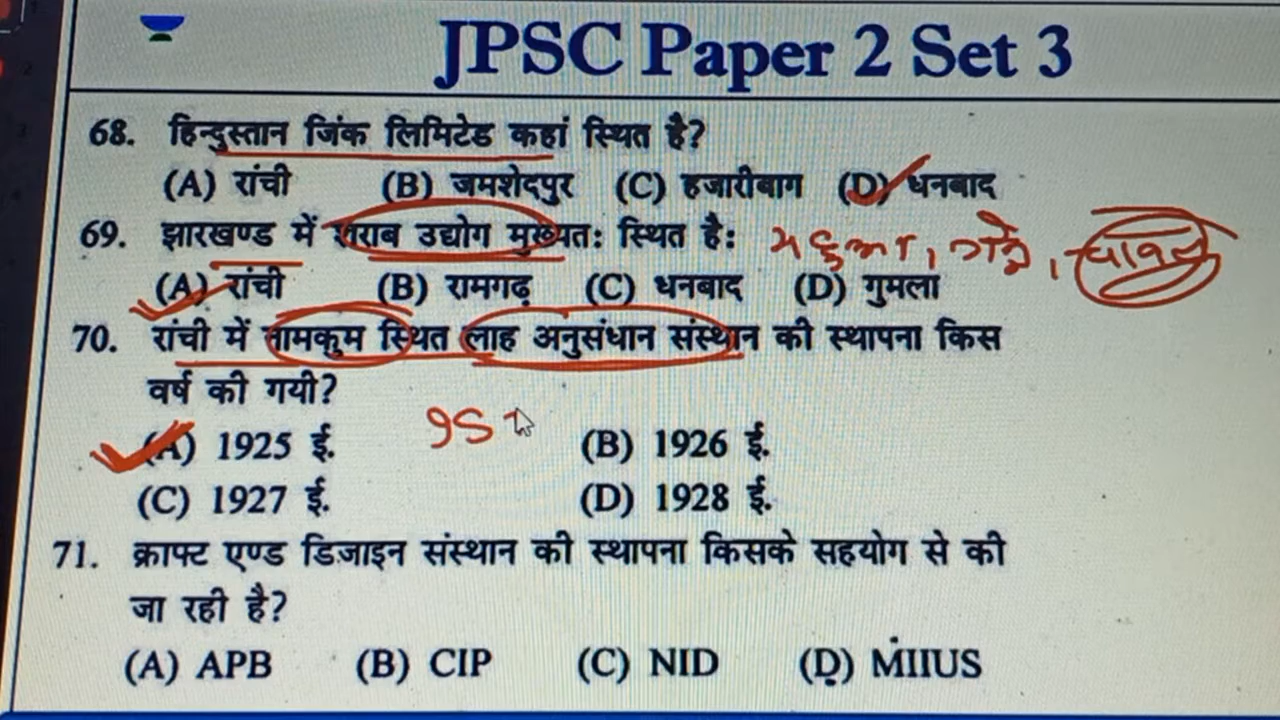 JPSC Paper 2 Set 3
68. हिन्दुस्तान जिंक लिमिटेड कहां स्थित है?
(A) रांची (B) जमशेदपुर (C) हजारीबाग (D) धनबाद
69. झारखण्ड में शराब उद्योग मुख्यतः स्थित है:
(A) रांची (B) रामगढ़ (C) धनबाद (D) गुमला
70. रांची में नामकुम स्थित लाह अनुसंधान संस्थान की स्थापना किस
वर्ष की गयी?
(A) 1925 ई. (B) 1926 ई.
(C) 1927 ई. (D) 1928 ई.
71. क्राफ्ट एण्ड डिजाइन संस्थान की स्थापना किसके सहयोग से की
जा रही है?
(A) APB (B) CIP (C) NID (D) MIIUS